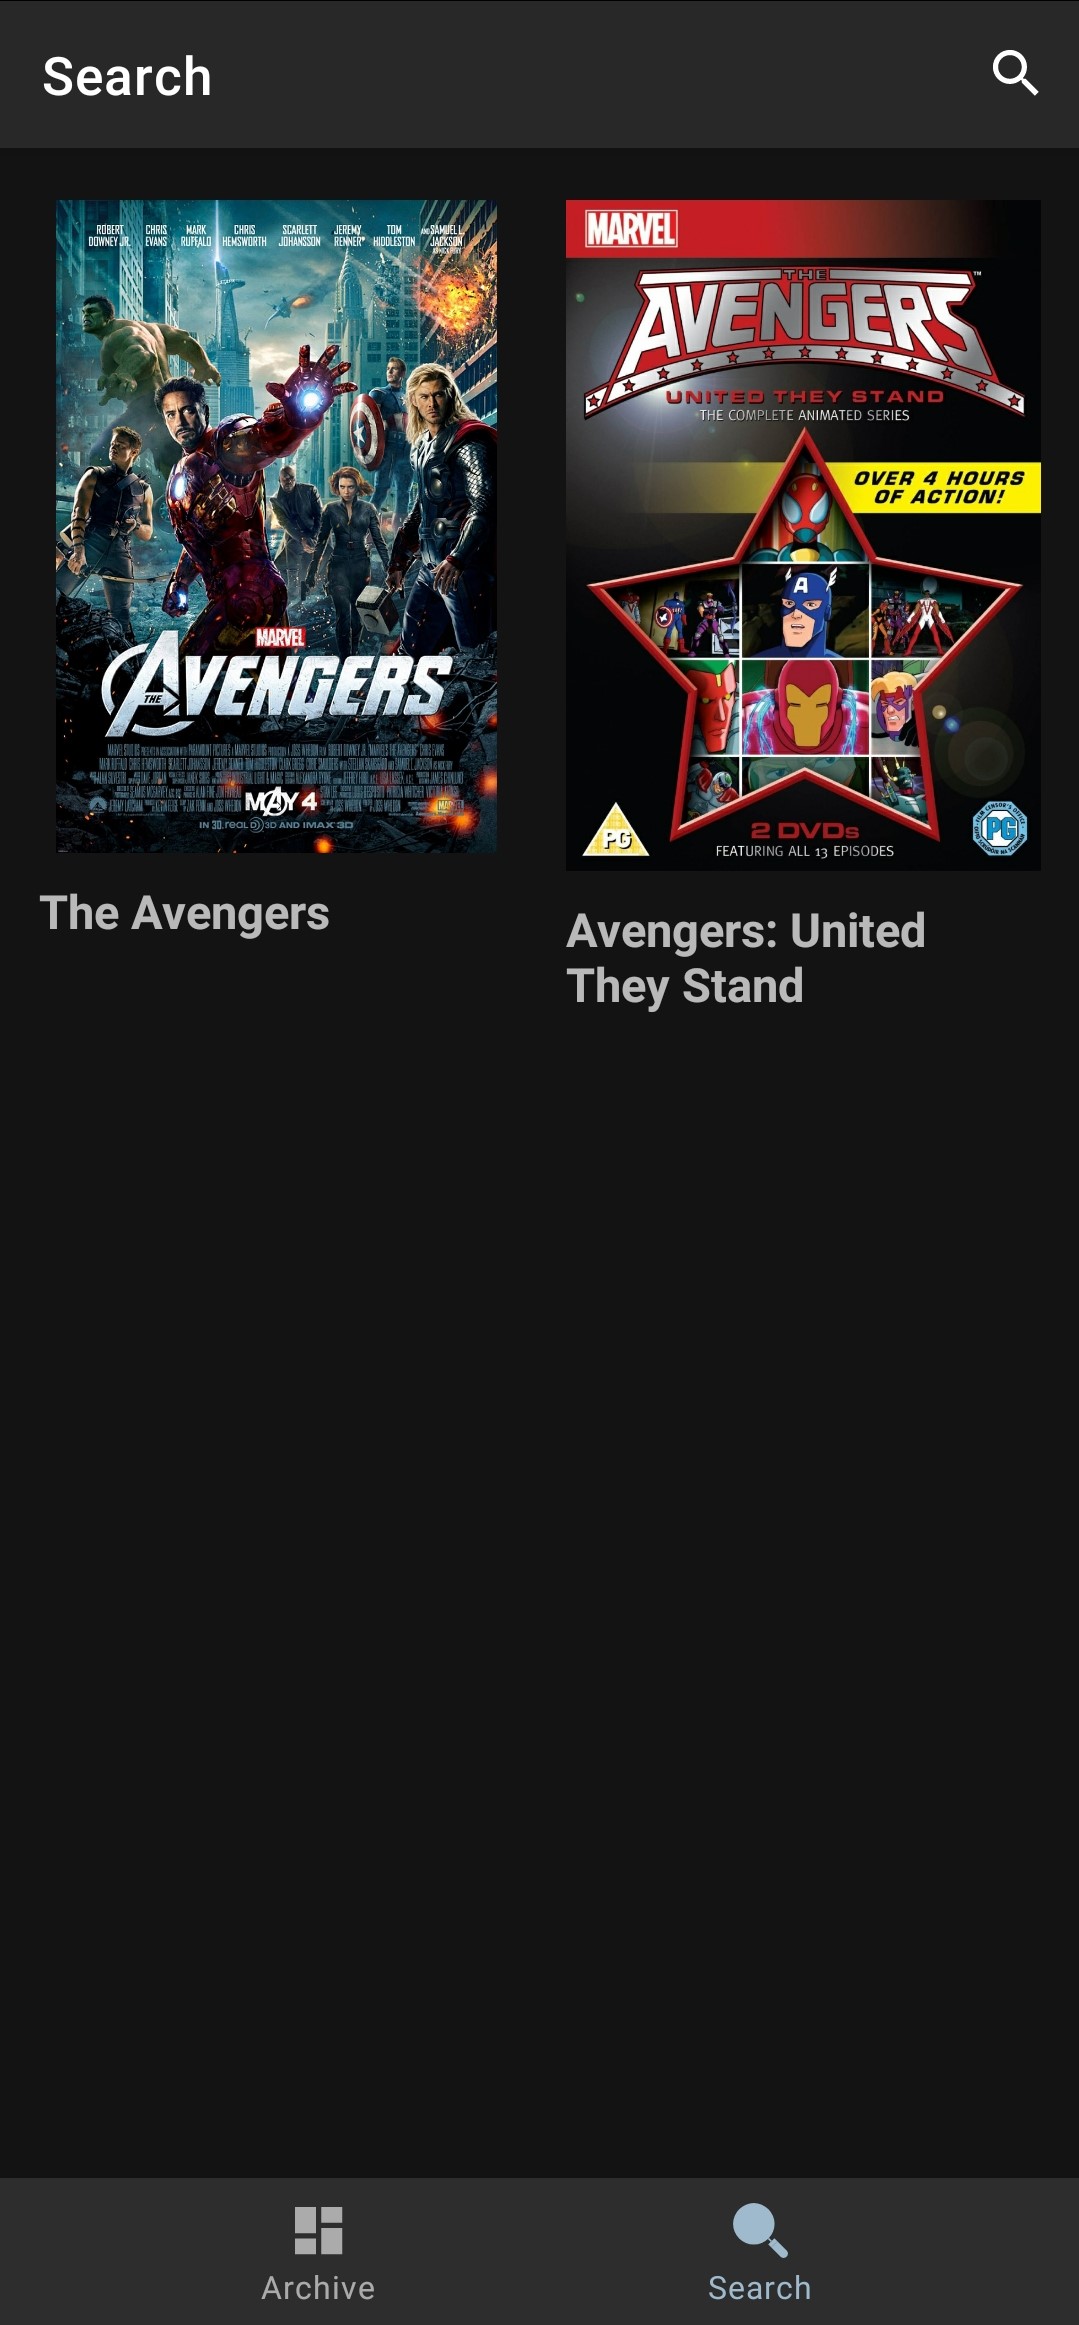 Search
ROBERT DOWNEY JR. CHRIS EVANS MARK RUFFALO CHRIS HEMSWORTH SCARLETT JOHANSSON JEREMY RENNER TOM HIDDLESTON AND SAMUEL L. JACKSON
MARVEL
THE AVENGERS
MAY 4
IN 3D, REAL D 3D AND IMAX 3D
The Avengers
MARVEL
THE
AVENGERS™
UNITED THEY STAND
THE COMPLETE ANIMATED SERIES
OVER 4 HOURS
OF ACTION!
A
PG
2 DVDs
PG
FEATURING ALL 13 EPISODES
Avengers: United
They Stand
Archive
Search